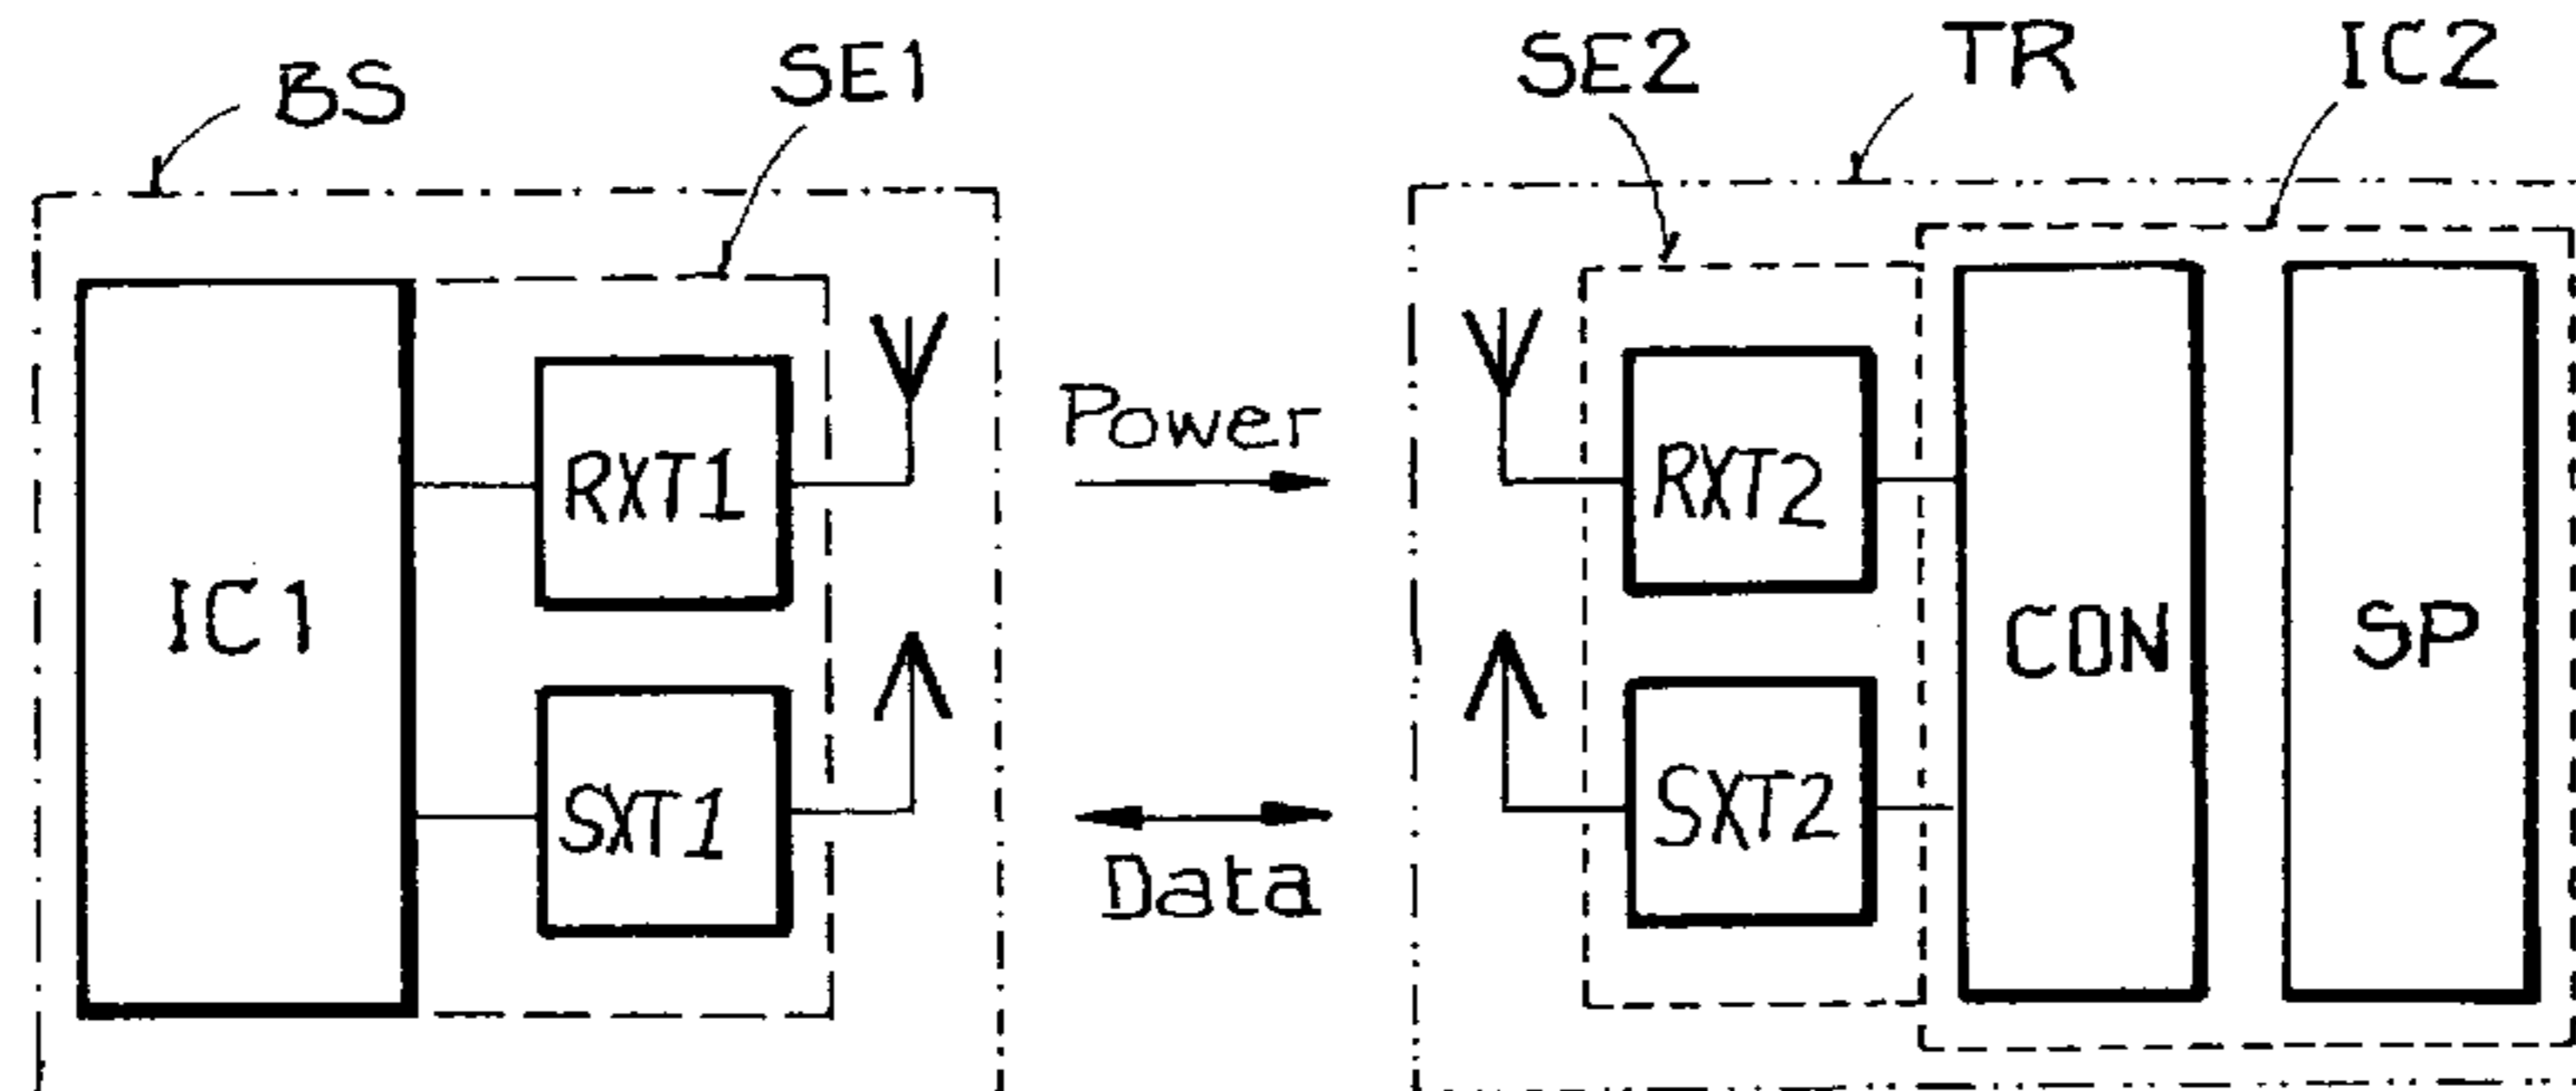 BS
SE1
SE2
TR
IC2
Power
RXT1
RXT2
IC1
CON
SP
SXT1
SXT2
Data